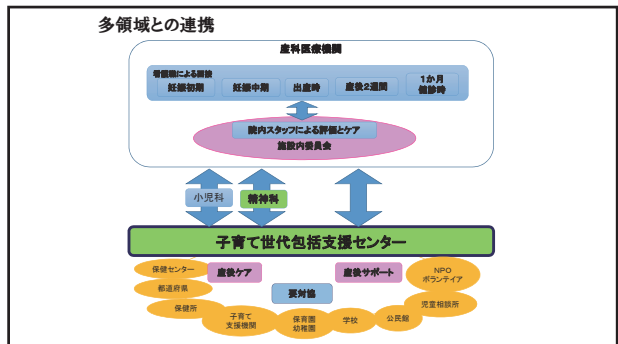 多領域との連携
産科医療機関
看護職による面接
妊娠初期
妊娠中期
出産時
産後2週間
1か月
健診時
院内スタッフによる評価とケア
施設内委員会
小児科
精神科
子育て世代包括支援センター
保健センター
産後ケア
産後サポート
NPO
ボランテイア
都道府県
要対協
保健所
児童相談所
子育て
支援機関
保育園
幼稚園
学校
公民館